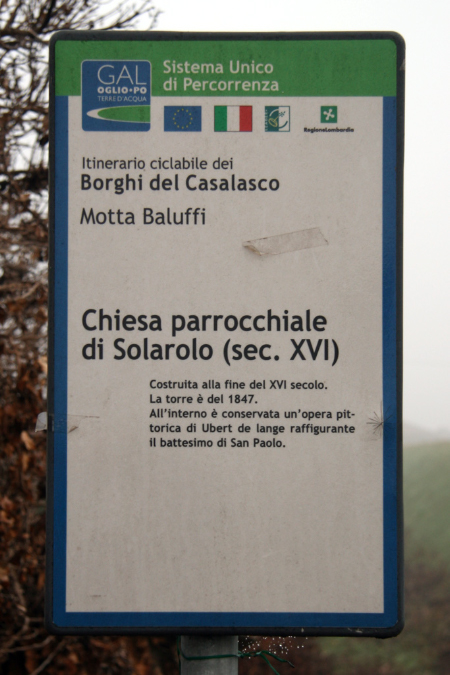 GAL
OGLIO·PO
TERRE D'ACQUA
Sistema Unico
di Percorrenza
RegioneLombardia
Itinerario ciclabile dei
Borghi del Casalasco
Motta Baluffi
Chiesa parrocchiale
di Solarolo (sec. XVI)
Costruita alla fine del XVI secolo.
La torre è del 1847.
All'interno è conservata un'opera pit-
torica di Ubert de lange raffigurante
il battesimo di San Paolo.